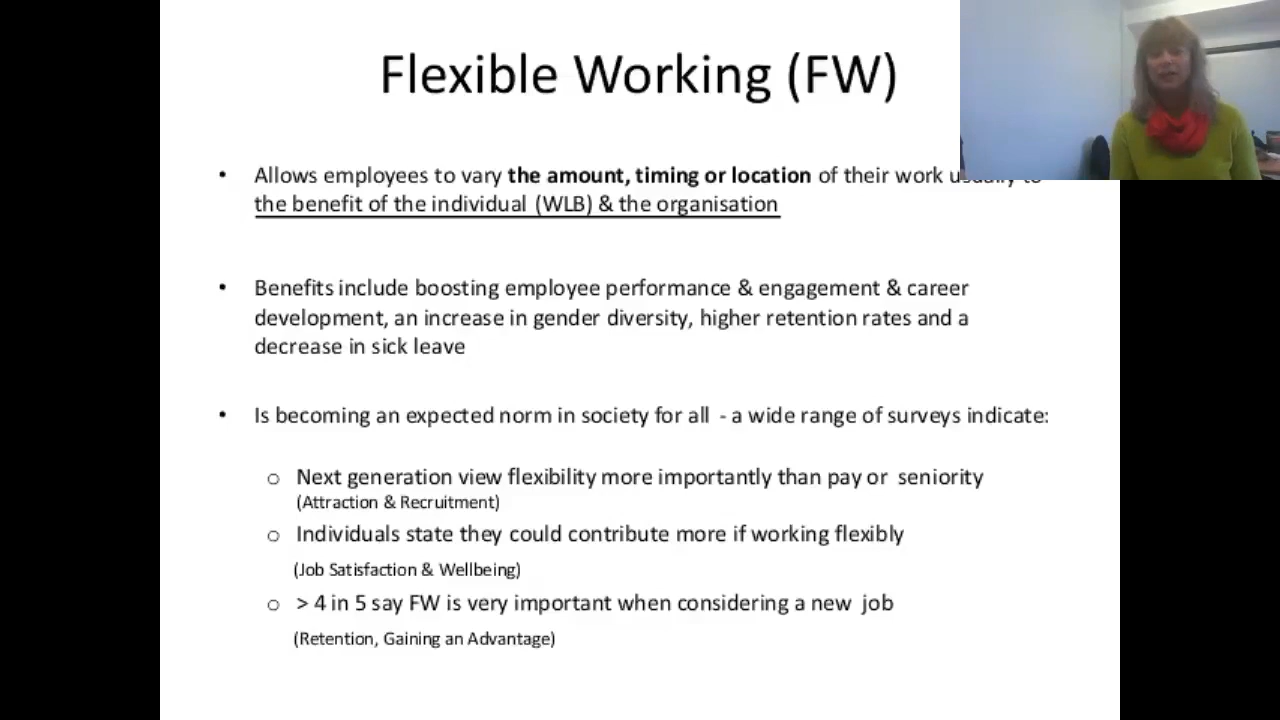 Flexible Working (FW)
• Allows employees to vary the amount, timing or location of their work
the benefit of the individual (WLB) & the organisation
• Benefits include boosting employee performance & engagement & career
development, an increase in gender diversity, higher retention rates and a
decrease in sick leave
• Is becoming an expected norm in society for all - a wide range of surveys indicate:
o Next generation view flexibility more importantly than pay or seniority
(Attraction & Recruitment)
o Individuals state they could contribute more if working flexibly
(Job Satisfaction & Wellbeing)
o > 4 in 5 say FW is very important when considering a new job
(Retention, Gaining an Advantage)